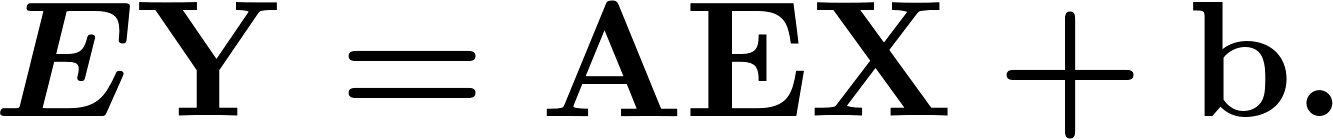 EY = AEX + b.